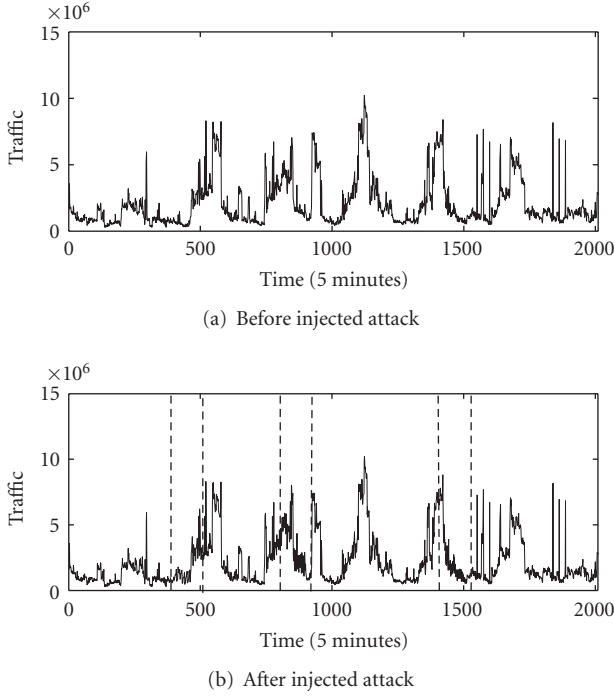 ×10⁶
15
10
5
0
Traffic
0 500 1000 1500 2000
Time (5 minutes)
(a) Before injected attack
×10⁶
15
10
5
0
Traffic
0 500 1000 1500 2000
Time (5 minutes)
(b) After injected attack